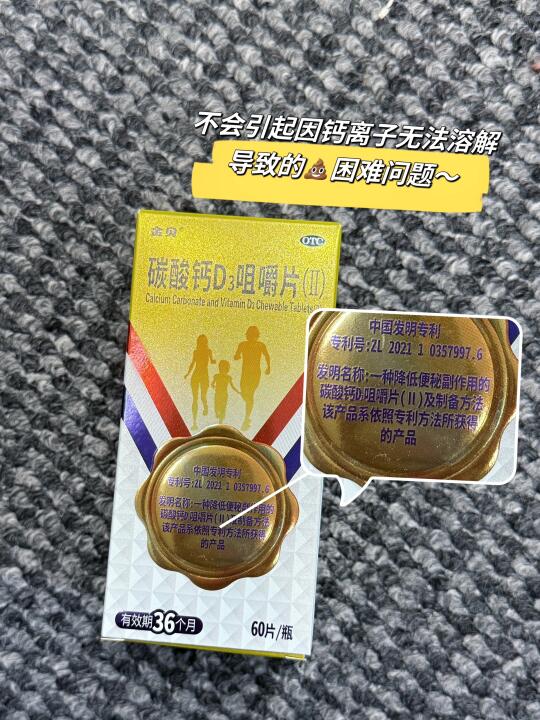 不会引起因钙离子无法溶解
导致的💩困难问题～
金贝
OTC
碳酸钙D₃咀嚼片(II)
Calcium Carbonate and Vitamin D₃ Chewable Tablets
中国发明专利
专利号:ZL 2021 1 0357997.6
发明名称:一种降低便秘副作用的
碳酸钙D₃咀嚼片(II)及制备方法
该产品系依照专利方法所获得
的产品
中国发明专利
专利号:ZL 2021 1 0357997.6
发明名称:一种降低便秘副作用的
碳酸钙D₃咀嚼片(II)及制备方法
该产品系依照专利方法所获得
的产品
有效期36个月
60片/瓶